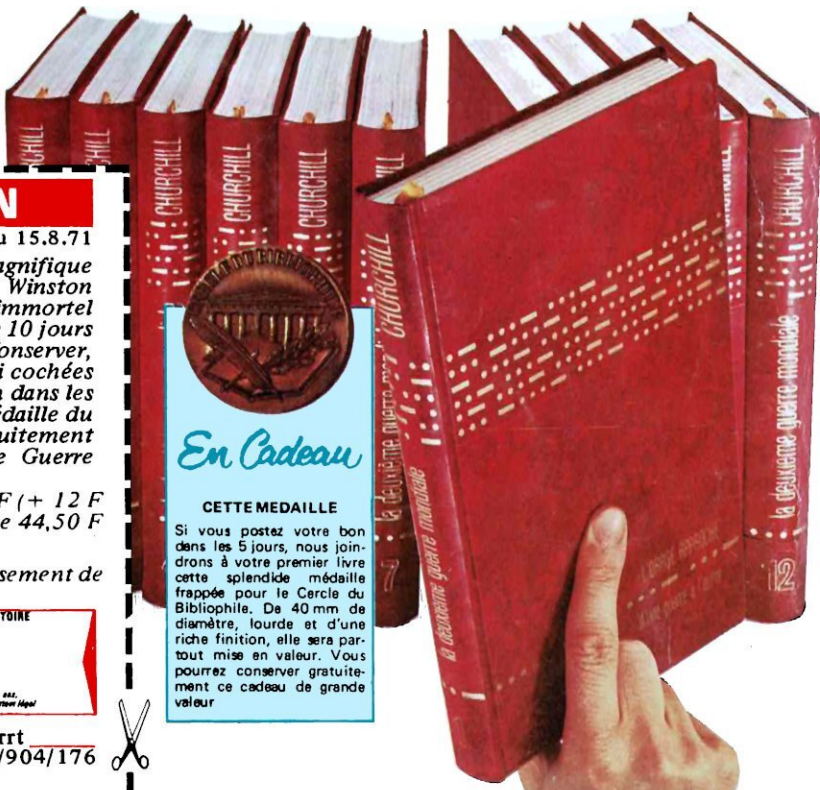 CHURCHILL
CHURCHILL
CHURCHILL
CHURCHILL
CHURCHILL
CHURCHILL
CHURCHILL
CHURCHILL
la deuxième guerre mondiale
la deuxième guerre mondiale
7
12
N
u 15.8.71
agnifique
Winston
immortel
10 jours
onserver,
i cochées
n dans les
édaille du
uitement
e Guerre
F (+ 12 F
e 44,50 F
sement de
TOIRE
rrt
/904/176
En Cadeau
CETTE MEDAILLE
Si vous postez votre bon
dans les 5 jours, nous join-
drons à votre premier livre
cette splendide médaille
frappée pour le Cercle du
Bibliophile. De 40 mm de
diamètre, lourde et d'une
riche finition, elle sera par-
tout mise en valeur. Vous
pourrez conserver gratuite-
ment ce cadeau de grande
valeur